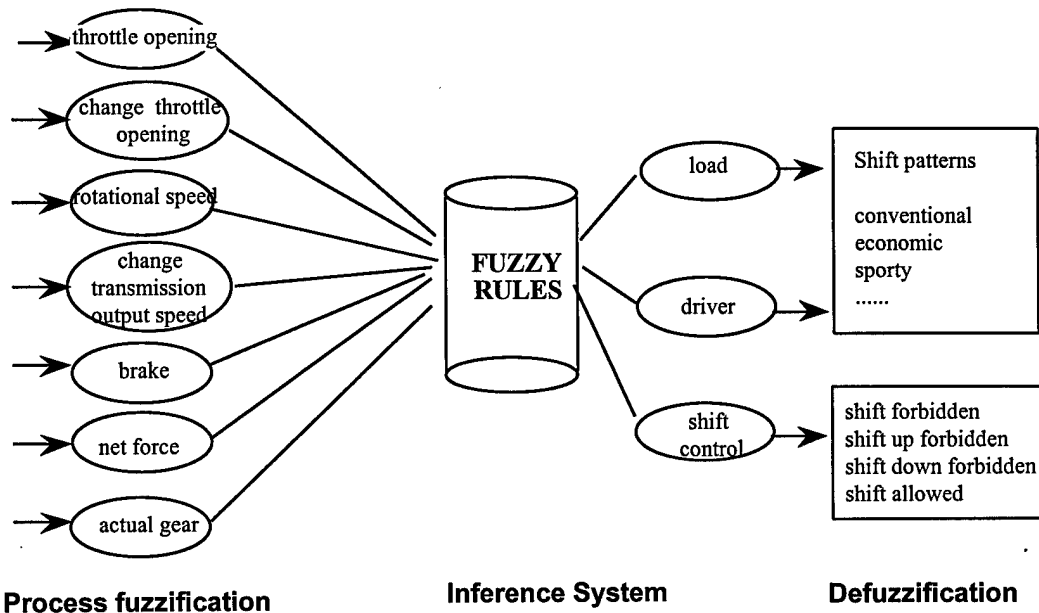 throttle opening
change throttle
opening
rotational speed
change
transmission
output speed
brake
net force
actual gear
FUZZY
RULES
load
driver
shift
control
Shift patterns
conventional
economic
sporty
......
shift forbidden
shift up forbidden
shift down forbidden
shift allowed
Process fuzzification
Inference System
Defuzzification